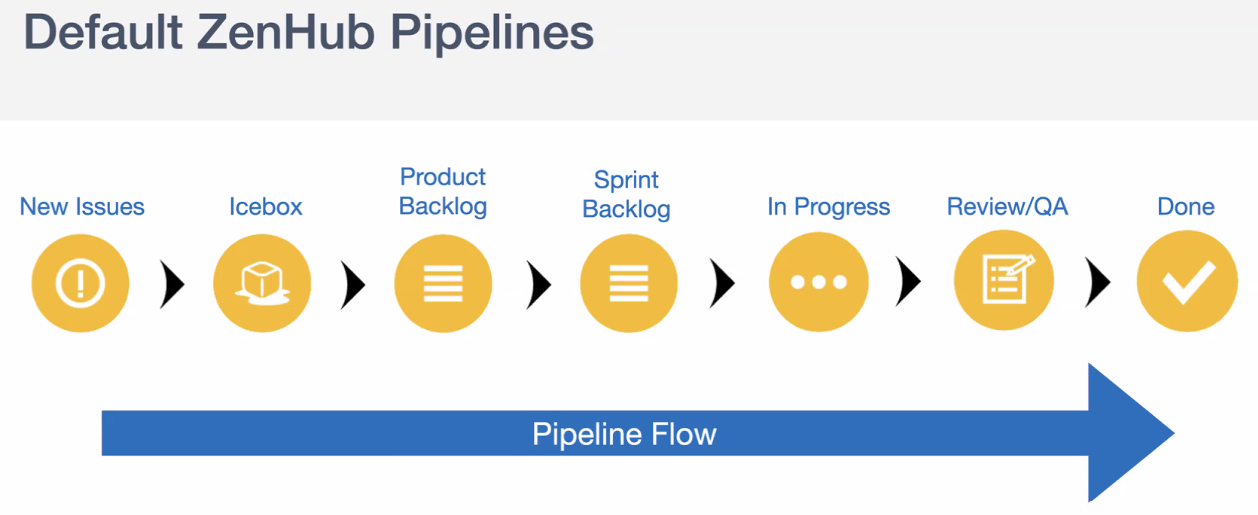 Default ZenHub Pipelines
New Issues
Icebox
Product
Backlog
Sprint
Backlog
In Progress
Review/QA
Done
Pipeline Flow